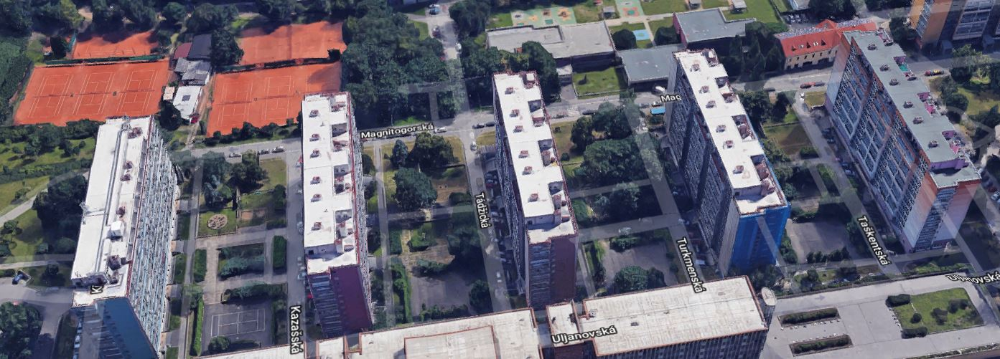 Magnitogorská
Mag
Tádžická
Kazašská
Turkmenská
Taškentská
Uljanovská
Uljanovská